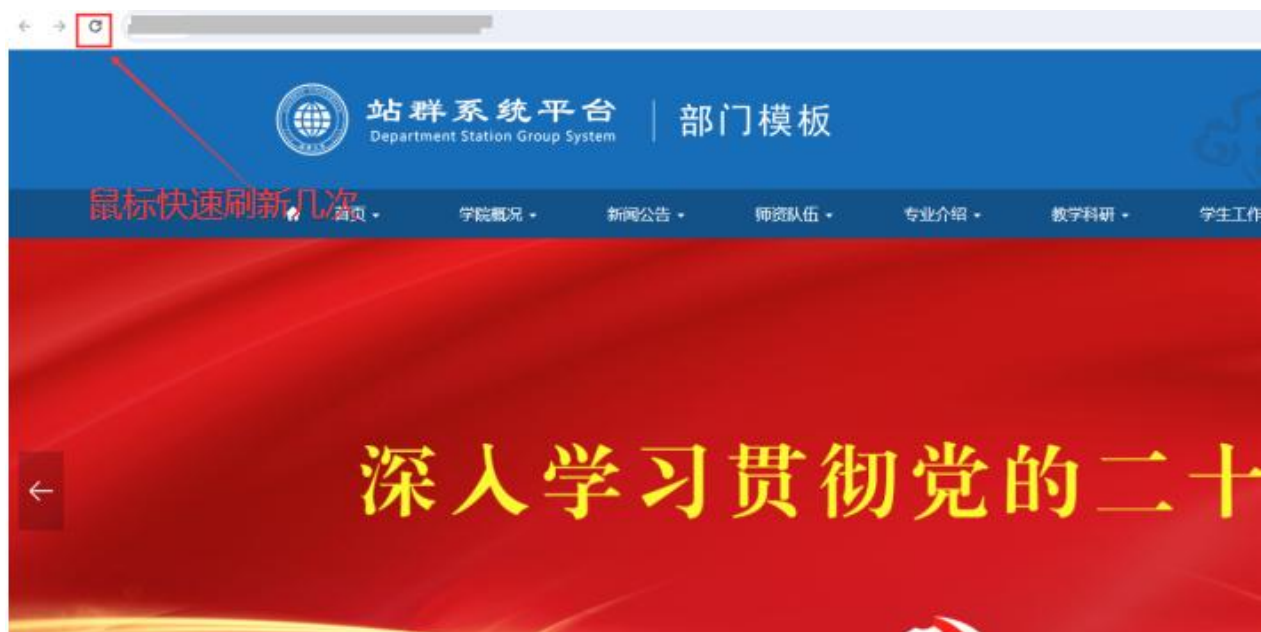 站群系统平台
Department Station Group System
部门模板
鼠标快速刷新几次
首页
学院概况
新闻公告
师资队伍
专业介绍
教学科研
学生工作
深入学习贯彻党的二十